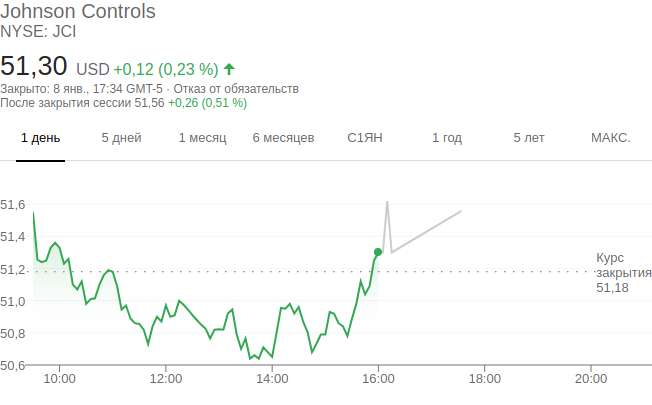 Johnson Controls
NYSE: JCI
51,30 USD +0,12 (0,23 %)
Закрыто: 8 янв., 17:34 GMT-5 · Отказ от обязательств
После закрытия сессии 51,56 +0,26 (0,51 %)
1 день 5 дней 1 месяц 6 месяцев С1ЯН 1 год 5 лет МАКС.
51,6
51,4
51,2
51,0
50,8
50,6
Курс
закрытия
51,18
10:00 12:00 14:00 16:00 18:00 20:00